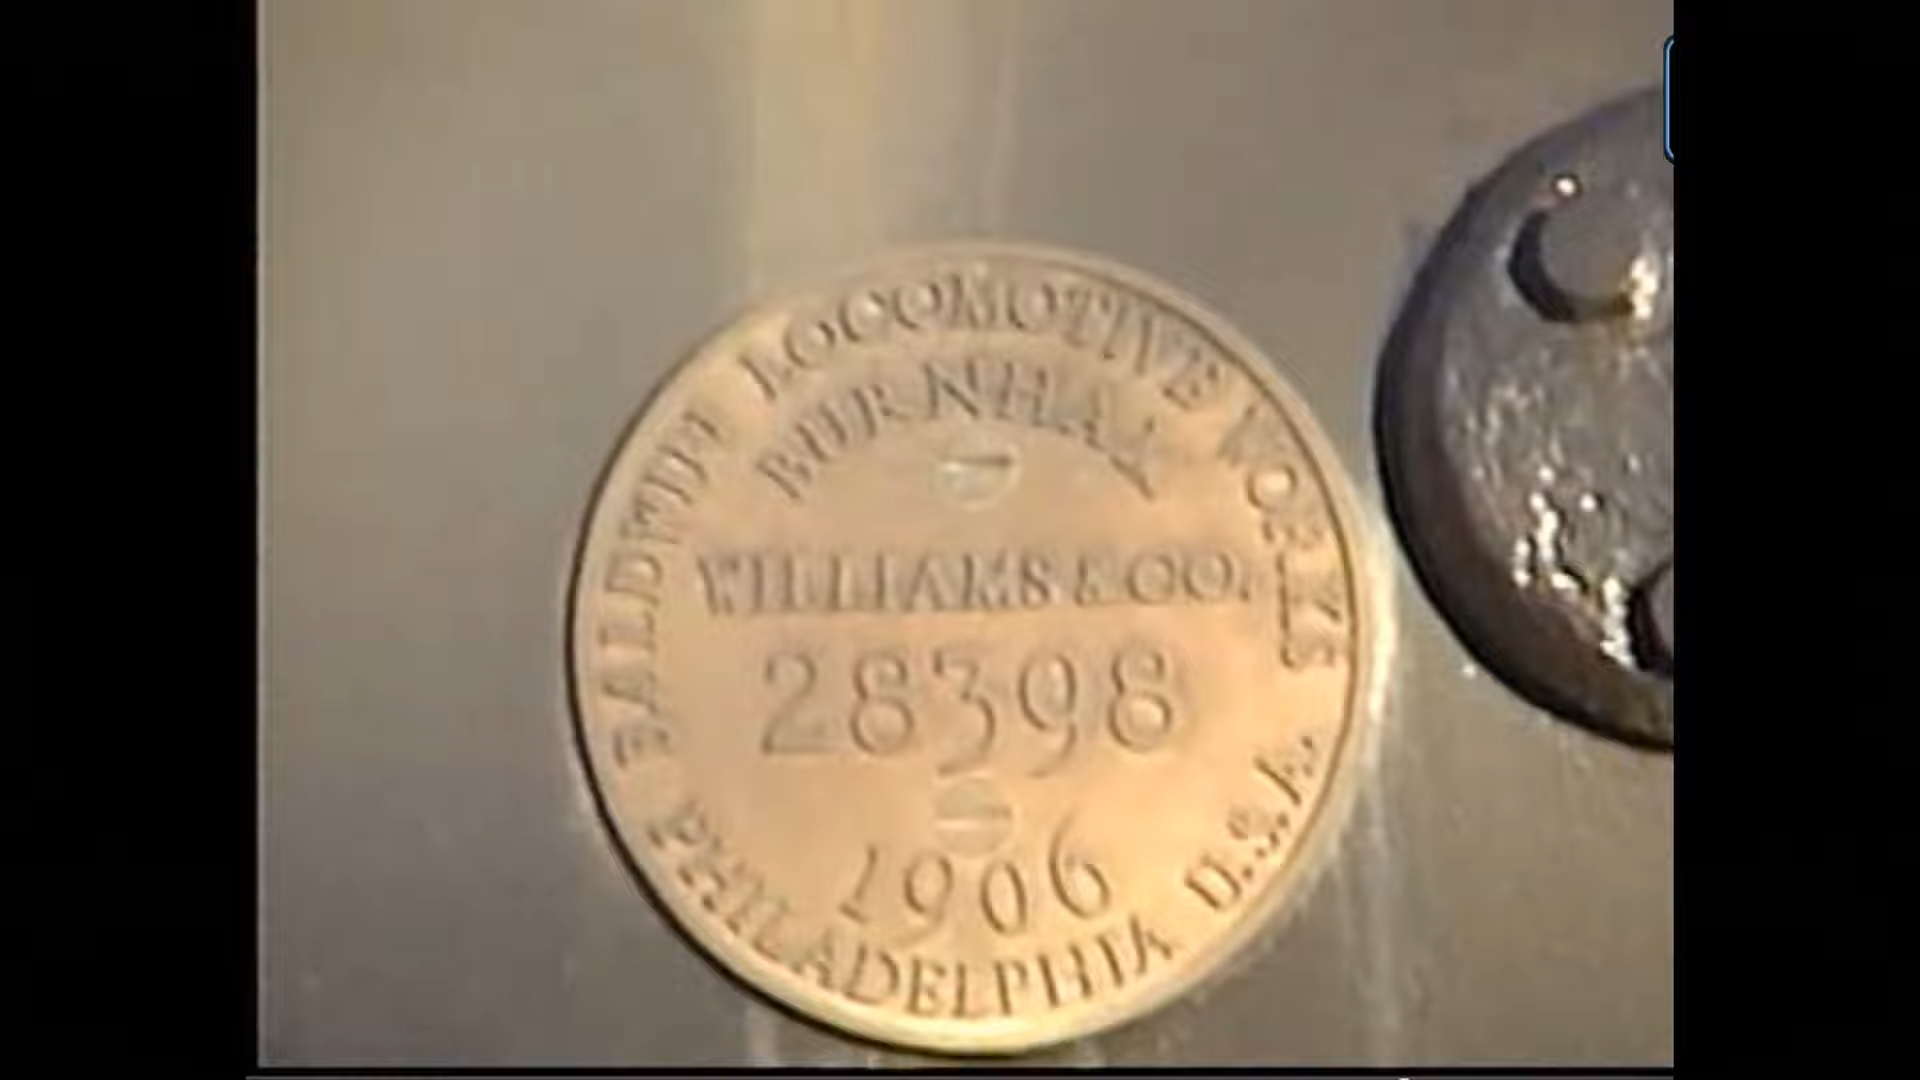 BALDWIN LOCOMOTIVE WORKS
BURNHAM
WILLIAMS & CO.
28398
1906
PHILADELPHIA U.S.A.